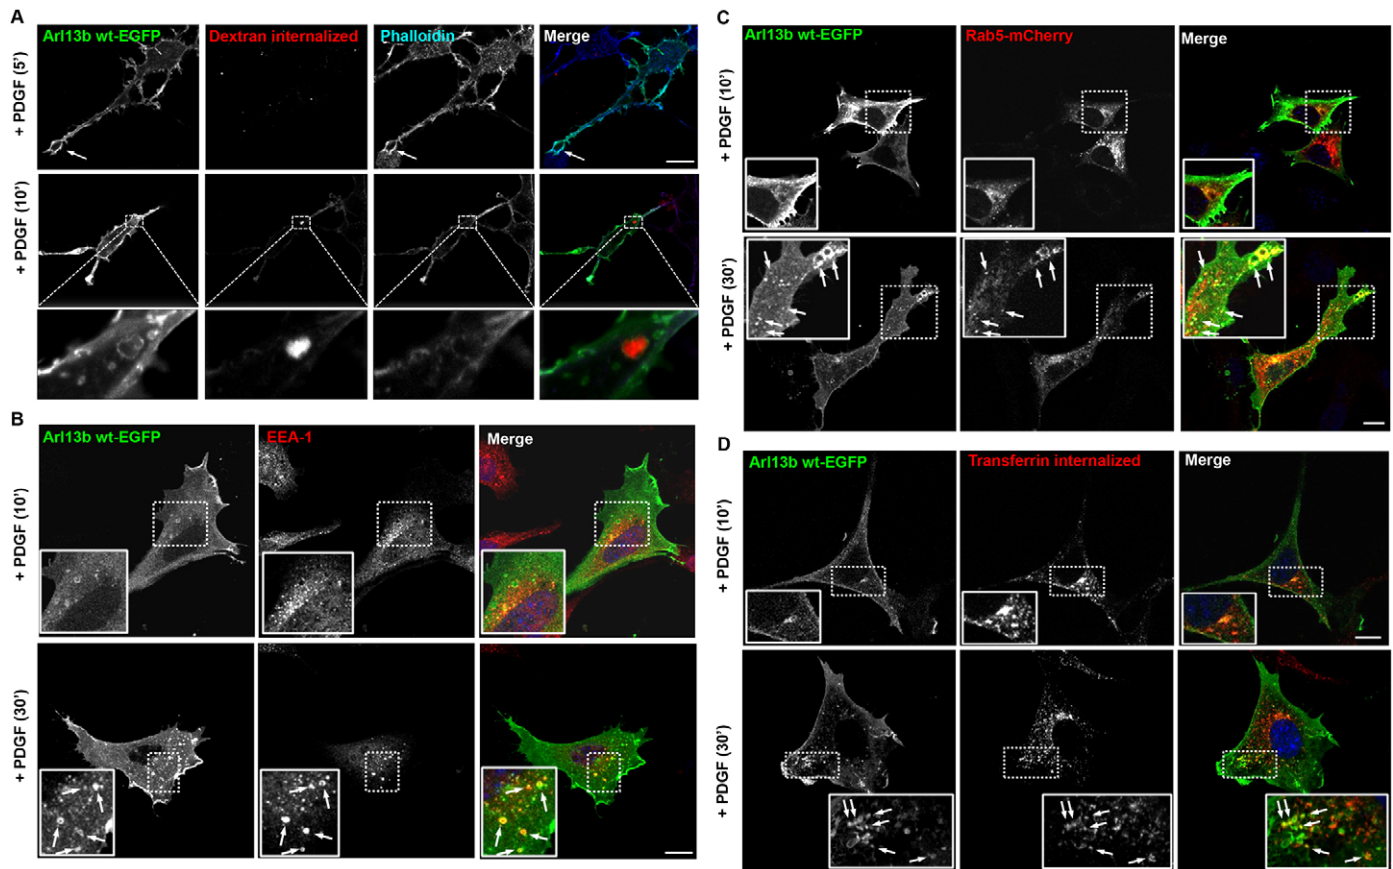 A
Arl13b wt-EGFP
Dextran internalized
Phalloidin
Merge
+ PDGF (5’)
+ PDGF (10’)
B
Arl13b wt-EGFP
EEA-1
Merge
+ PDGF (10’)
+ PDGF (30’)
C
Arl13b wt-EGFP
Rab5-mCherry
Merge
+ PDGF (10’)
+ PDGF (30’)
D
Arl13b wt-EGFP
Transferrin internalized
Merge
+ PDGF (10’)
+ PDGF (30’)